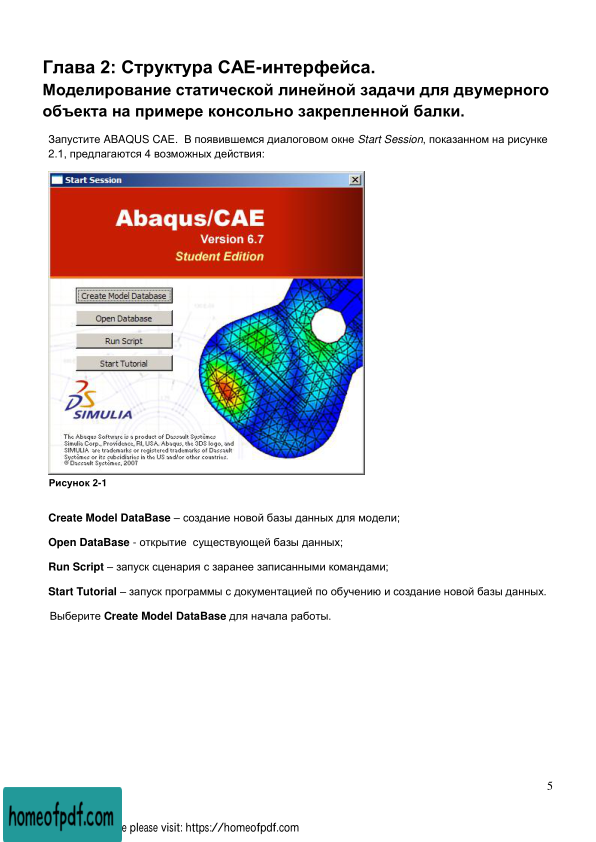 Глава 2: Структура CAE-интерфейса.
Моделирование статической линейной задачи для двумерного
объекта на примере консольно закрепленной балки.
Запустите ABAQUS CAE. В появившемся диалоговом окне Start Session, показанном на рисунке
2.1, предлагаются 4 возможных действия:
Start Session
Abaqus/CAE
Version 6.7
Student Edition
Create Model Database
Open Database
Run Script
Start Tutorial
SIMULIA
The Abaqus Software is a product of Dassault Systèmes
Simulia Corp., Providence, RI, USA. Abaqus, the 3DS logo, and
SIMULIA are trademarks or registered trademarks of Dassault
Systèmes or its subsidiaries in the US and/or other countries.
© Dassault Systèmes, 2007
Рисунок 2-1
Create Model DataBase – создание новой базы данных для модели;
Open DataBase - открытие существующей базы данных;
Run Script – запуск сценария с заранее записанными командами;
Start Tutorial – запуск программы с документацией по обучению и создание новой базы данных.
Выберите Create Model DataBase для начала работы.
5
homeofpdf.com
e please visit: https://homeofpdf.com